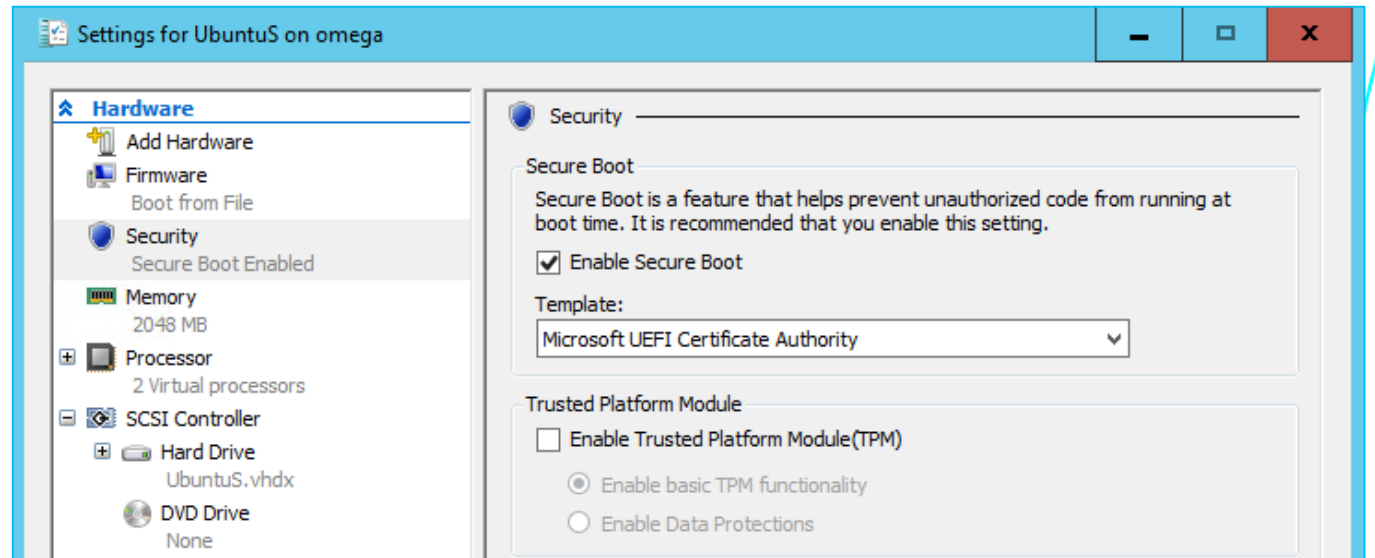 Settings for UbuntuS on omega
Hardware
Add Hardware
Firmware
Boot from File
Security
Secure Boot Enabled
Memory
2048 MB
Processor
2 Virtual processors
SCSI Controller
Hard Drive
UbuntuS.vhdx
DVD Drive
None
Security
Secure Boot
Secure Boot is a feature that helps prevent unauthorized code from running at
boot time. It is recommended that you enable this setting.
Enable Secure Boot
Template:
Microsoft UEFI Certificate Authority
Trusted Platform Module
Enable Trusted Platform Module(TPM)
Enable basic TPM functionality
Enable Data Protections